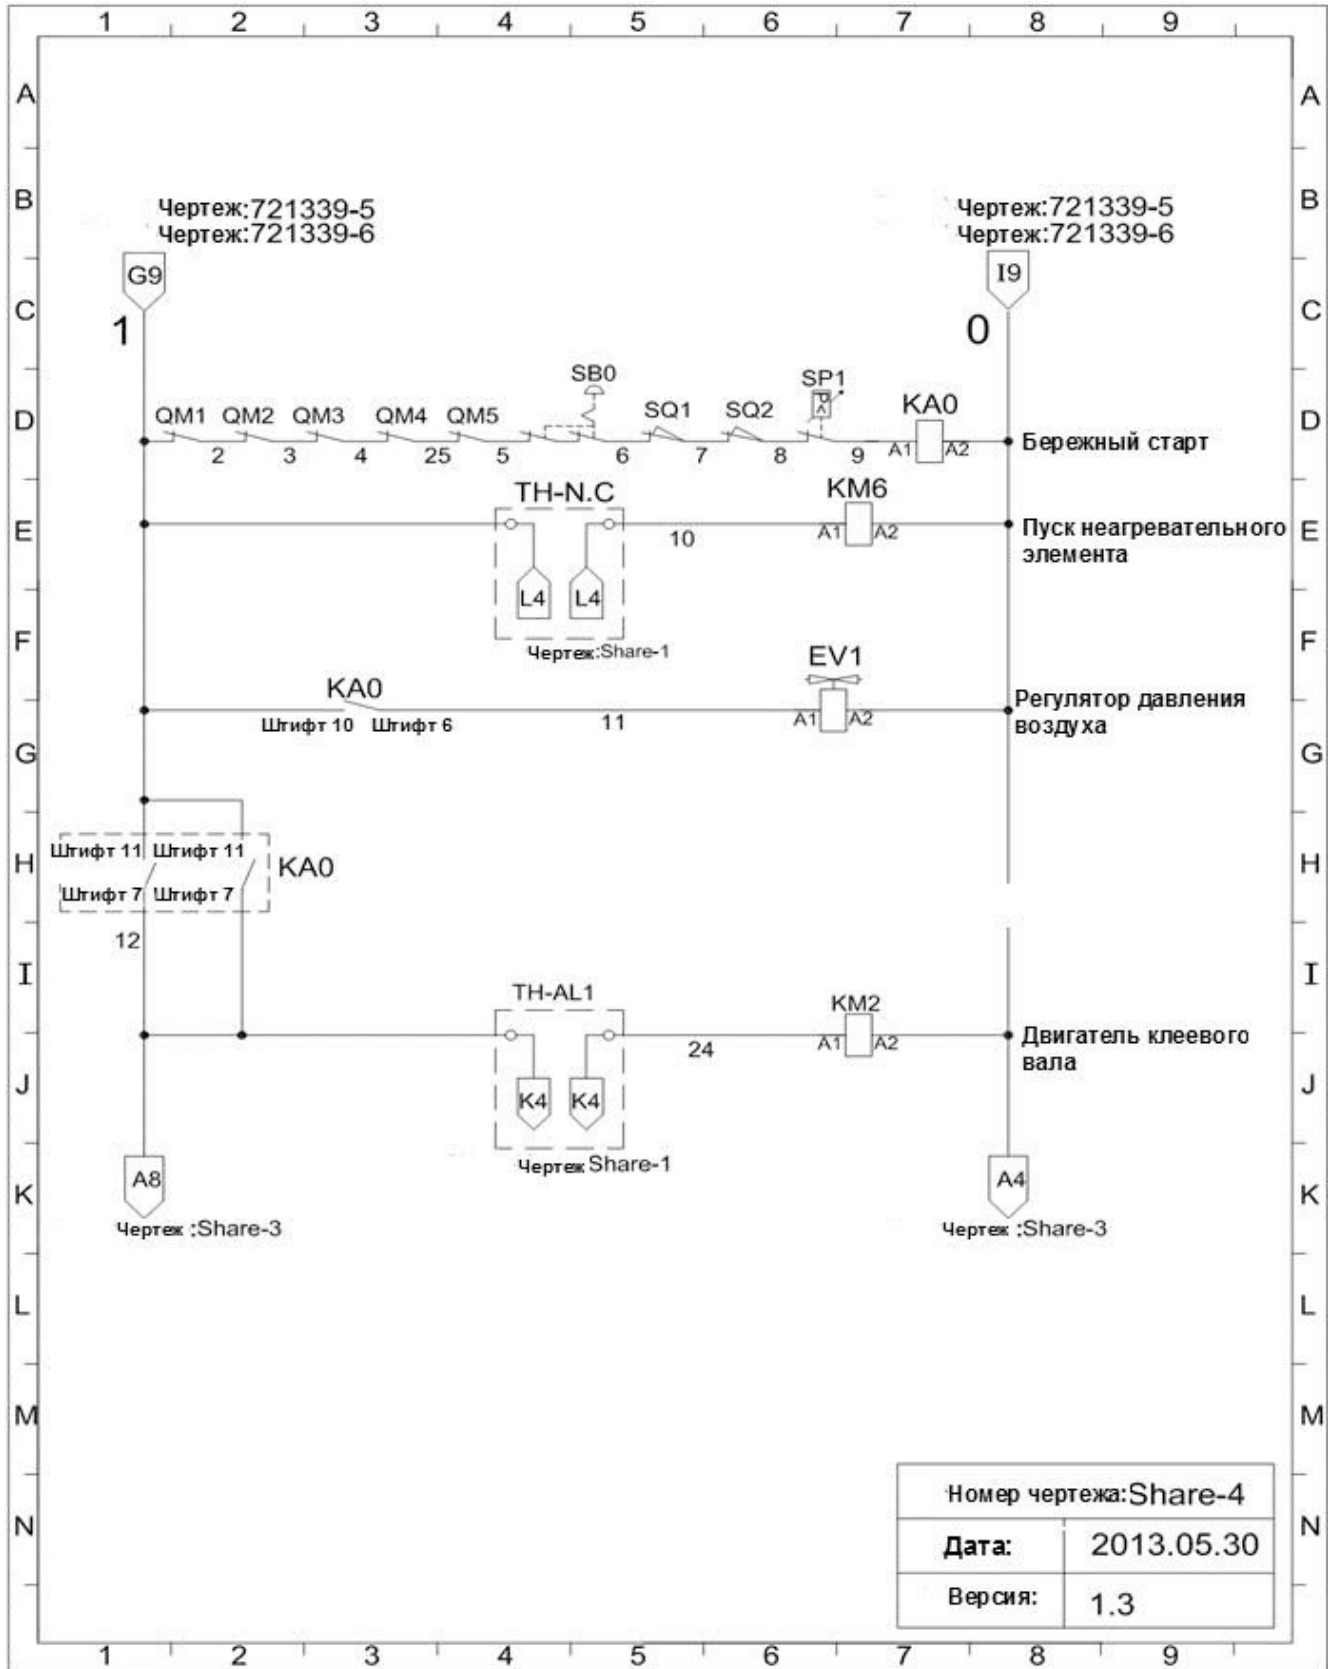 1 2 3 4 5 6 7 8 9
A A
B B
Чертеж:721339-5 Чертеж:721339-5
Чертеж:721339-6 Чертеж:721339-6
G9 I9
C C
1 0
SB0 SP1
P<
D QM1 QM2 QM3 QM4 QM5 SQ1 SQ2 KA0 D
Бережный старт
2 3 4 25 5 6 7 8 9 A1 A2
TH-N.C KM6
E E
Пуск неагревательного
элемента
10 A1 A2
L4 L4
F F
Чертеж:Share-1
EV1
KA0
Регулятор давления
воздуха
Штифт 10 Штифт 6 11 A1 A2
G G
Штифт 11 Штифт 11
H KA0 H
Штифт 7 Штифт 7
12
I I
TH-AL1 KM2
Двигатель клеевого
вала
24 A1 A2
J J
K4 K4
Чертеж Share-1
A8 A4
K K
Чертеж :Share-3 Чертеж :Share-3
L L
M M
Номер чертежа:Share-4
N N
Дата: 2013.05.30
Версия: 1.3
1 2 3 4 5 6 7 8 9